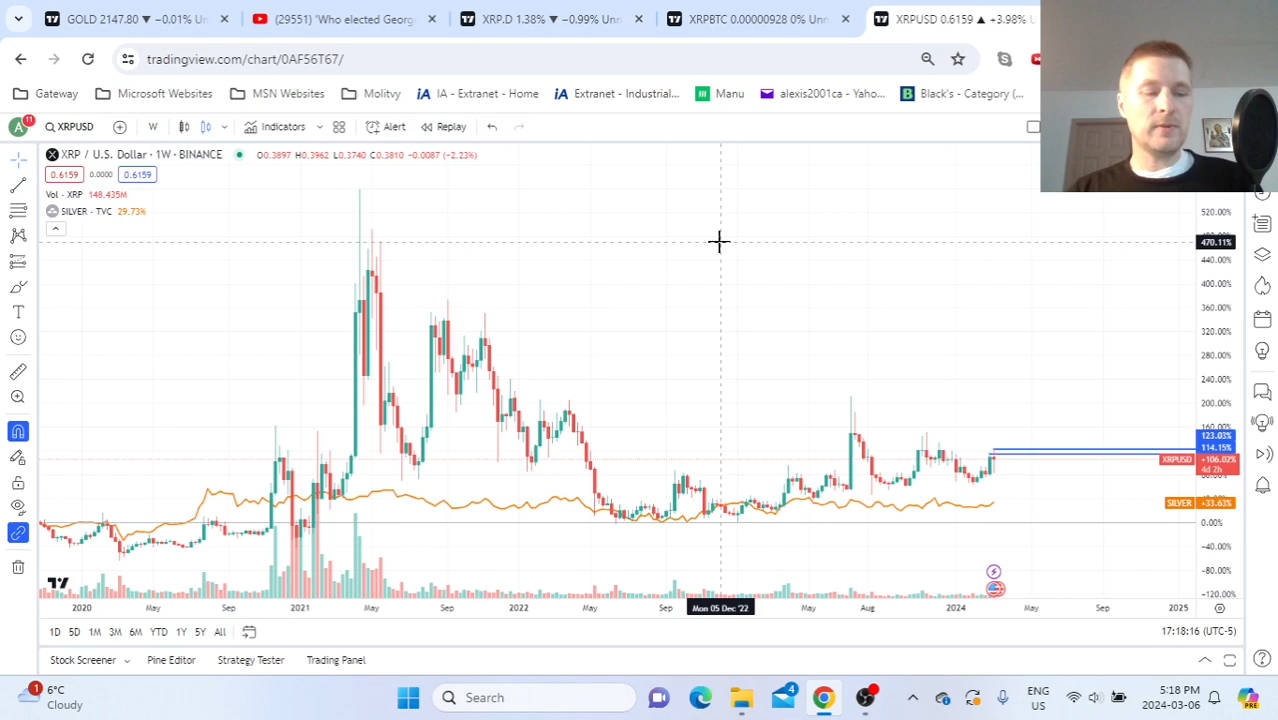 GOLD 2147.80 ▼ −0.01% Un
(29551) 'Who elected Georg
XRP.D 1.38% ▼ −0.99% Unn
XRPBTC 0.00000928 0% Unn
XRPUSD 0.6159 ▲ +3.98% U
tradingview.com/chart/0AF56T67/
Gateway
Microsoft Websites
MSN Websites
Molitvy
iA IA - Extranet - Home
iA Extranet - Industrial...
Manu
alexis2001ca - Yaho...
B Black's - Category (...
A 11
XRPUSD
W
Indicators
Alert
Replay
XRP / U.S. Dollar · 1W · BINANCE
O0.3897 H0.3962 L0.3740 C0.3810 −0.0087 (−2.23%)
0.6159 0.0000 0.6159
Vol · XRP 148.435M
SILVER · TVC 29.73%
520.00%
470.11%
440.00%
400.00%
360.00%
320.00%
280.00%
240.00%
200.00%
160.00%
123.03%
114.15%
XRPUSD +106.02%
4d 2h
SILVER +33.63%
0.00%
−40.00%
−80.00%
−120.00%
2020 May Sep 2021 May Sep 2022 May Sep Mon 05 Dec '22 May Aug 2024 May Sep 2025
1D 5D 1M 3M 6M YTD 1Y 5Y All
17:18:16 (UTC-5)
Stock Screener
Pine Editor
Strategy Tester
Trading Panel
1
6°C
Cloudy
Search
4
ENG
US
5:18 PM
2024-03-06
PRE